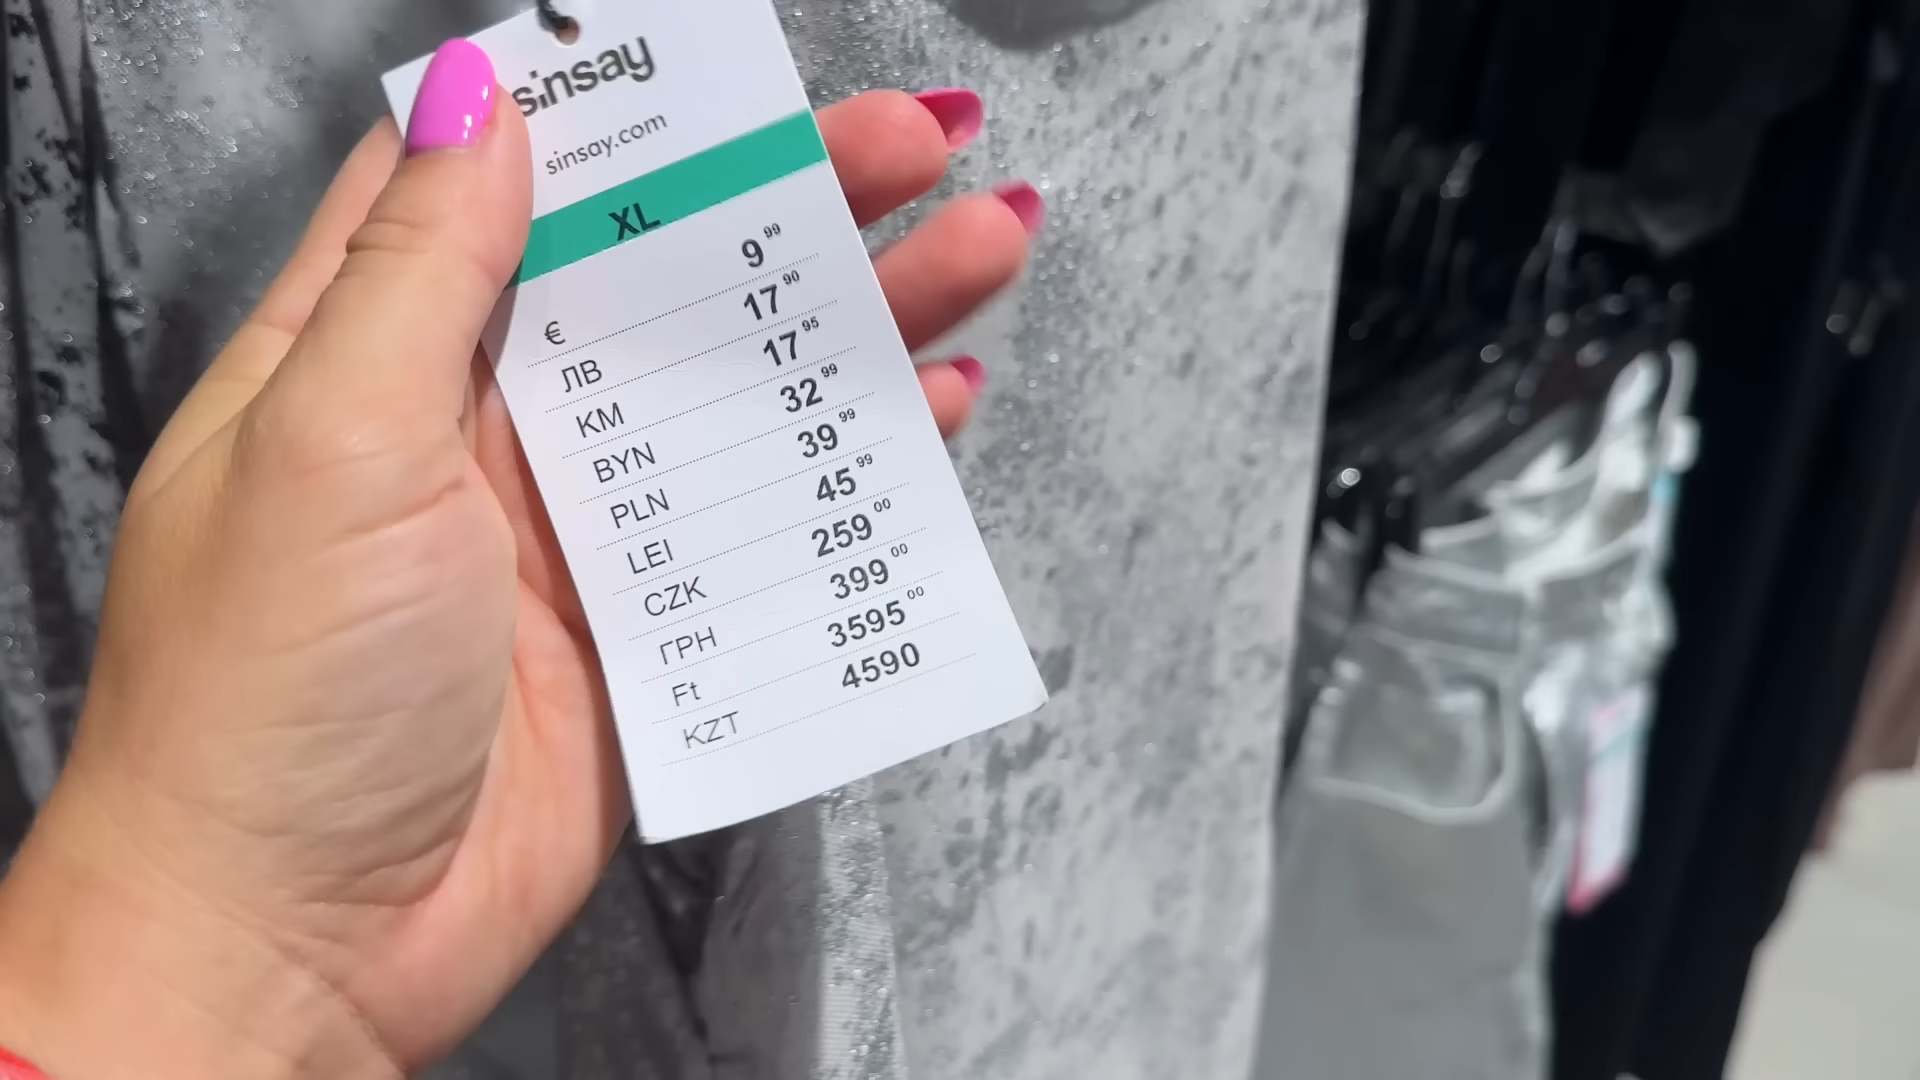 sinsay
sinsay.com
XL
€ 9 99
ЛВ 17 90
KM 17 95
BYN 32 99
PLN 39 99
LEI 45 99
CZK 259 00
ГРН 399 00
Ft 3595 00
KZT 4590